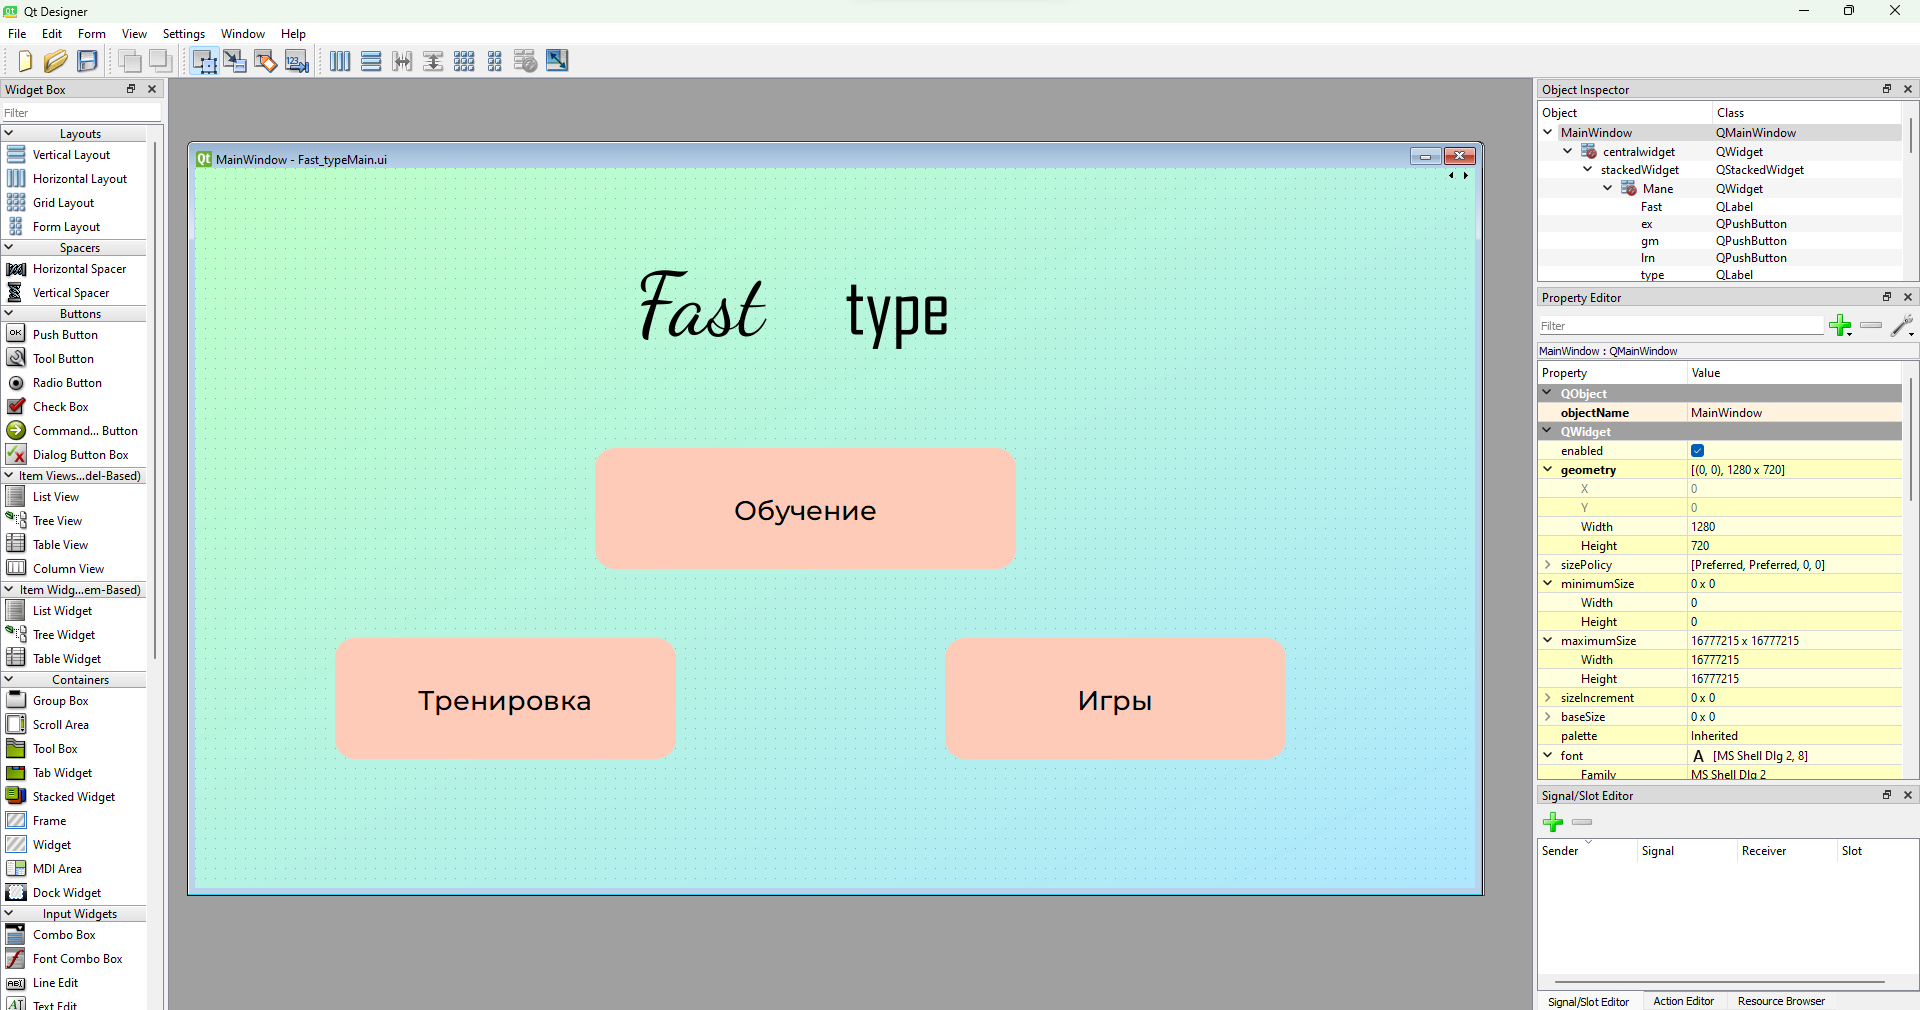 Qt Designer
File Edit Form View Settings Window Help
Widget Box
Filter
Layouts
Vertical Layout
Horizontal Layout
Grid Layout
Form Layout
Spacers
Horizontal Spacer
Vertical Spacer
Buttons
Push Button
Tool Button
Radio Button
Check Box
Command... Button
Dialog Button Box
Item Views...del-Based)
List View
Tree View
Table View
Column View
Item Widg...em-Based)
List Widget
Tree Widget
Table Widget
Containers
Group Box
Scroll Area
Tool Box
Tab Widget
Stacked Widget
Frame
Widget
MDI Area
Dock Widget
Input Widgets
Combo Box
Font Combo Box
Line Edit
Text Edit
MainWindow - Fast_typeMain.ui
Fast type
Обучение
Тренировка Игры
Object Inspector
Object Class
MainWindow QMainWindow
centralwidget QWidget
stackedWidget QStackedWidget
Mane QWidget
Fast QLabel
ex QPushButton
gm QPushButton
lrn QPushButton
type QLabel
Property Editor
Filter
MainWindow : QMainWindow
Property Value
QObject
objectName MainWindow
QWidget
enabled
geometry [(0, 0), 1280 x 720]
X 0
Y 0
Width 1280
Height 720
sizePolicy [Preferred, Preferred, 0, 0]
minimumSize 0 x 0
Width 0
Height 0
maximumSize 16777215 x 16777215
Width 16777215
Height 16777215
sizeIncrement 0 x 0
baseSize 0 x 0
palette Inherited
font A [MS Shell Dlg 2, 8]
Family MS Shell Dlg 2
Signal/Slot Editor
Sender Signal Receiver Slot
Signal/Slot Editor Action Editor Resource Browser